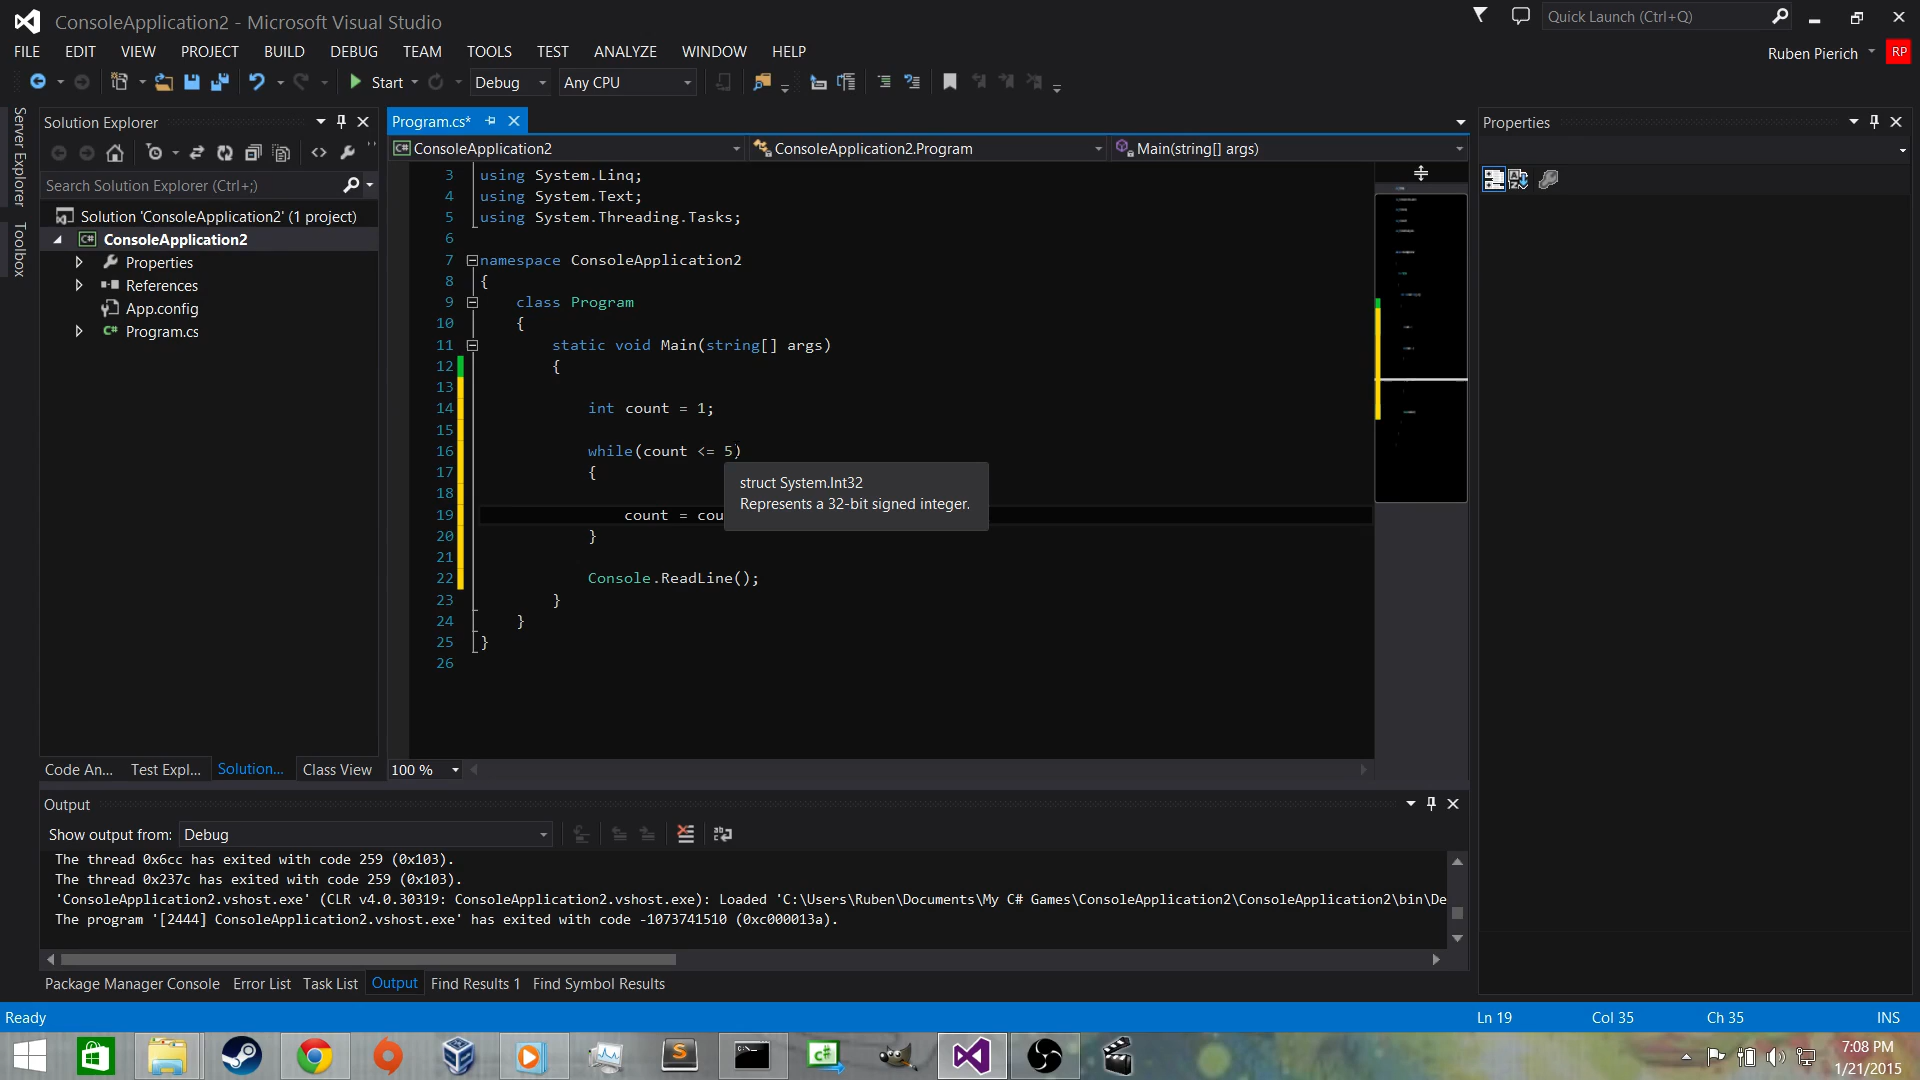 ConsoleApplication2 - Microsoft Visual Studio
Quick Launch (Ctrl+Q)
FILE EDIT VIEW PROJECT BUILD DEBUG TEAM TOOLS TEST ANALYZE WINDOW HELP
Ruben Pierich RP
Start Debug Any CPU
Server Explorer
Toolbox
Solution Explorer
Search Solution Explorer (Ctrl+;)
Solution 'ConsoleApplication2' (1 project)
C# ConsoleApplication2
Properties
References
App.config
C# Program.cs
Code An... Test Expl... Solution... Class View
Program.cs*
C# ConsoleApplication2 ConsoleApplication2.Program Main(string[] args)
3 using System.Linq;
4 using System.Text;
5 using System.Threading.Tasks;
6
7 namespace ConsoleApplication2
8 {
9 class Program
10 {
11 static void Main(string[] args)
12 {
13
14 int count = 1;
15
16 while(count <= 5)
17 {
18
19 count = cou
20 }
21
22 Console.ReadLine();
23 }
24 }
25 }
26
struct System.Int32
Represents a 32-bit signed integer.
100 %
Properties
Output
Show output from: Debug
The thread 0x6cc has exited with code 259 (0x103).
The thread 0x237c has exited with code 259 (0x103).
'ConsoleApplication2.vshost.exe' (CLR v4.0.30319: ConsoleApplication2.vshost.exe): Loaded 'C:\Users\Ruben\Documents\My C# Games\ConsoleApplication2\ConsoleApplication2\bin\De
The program '[2444] ConsoleApplication2.vshost.exe' has exited with code -1073741510 (0xc000013a).
Package Manager Console Error List Task List Output Find Results 1 Find Symbol Results
Ready Ln 19 Col 35 Ch 35 INS
7:08 PM
1/21/2015